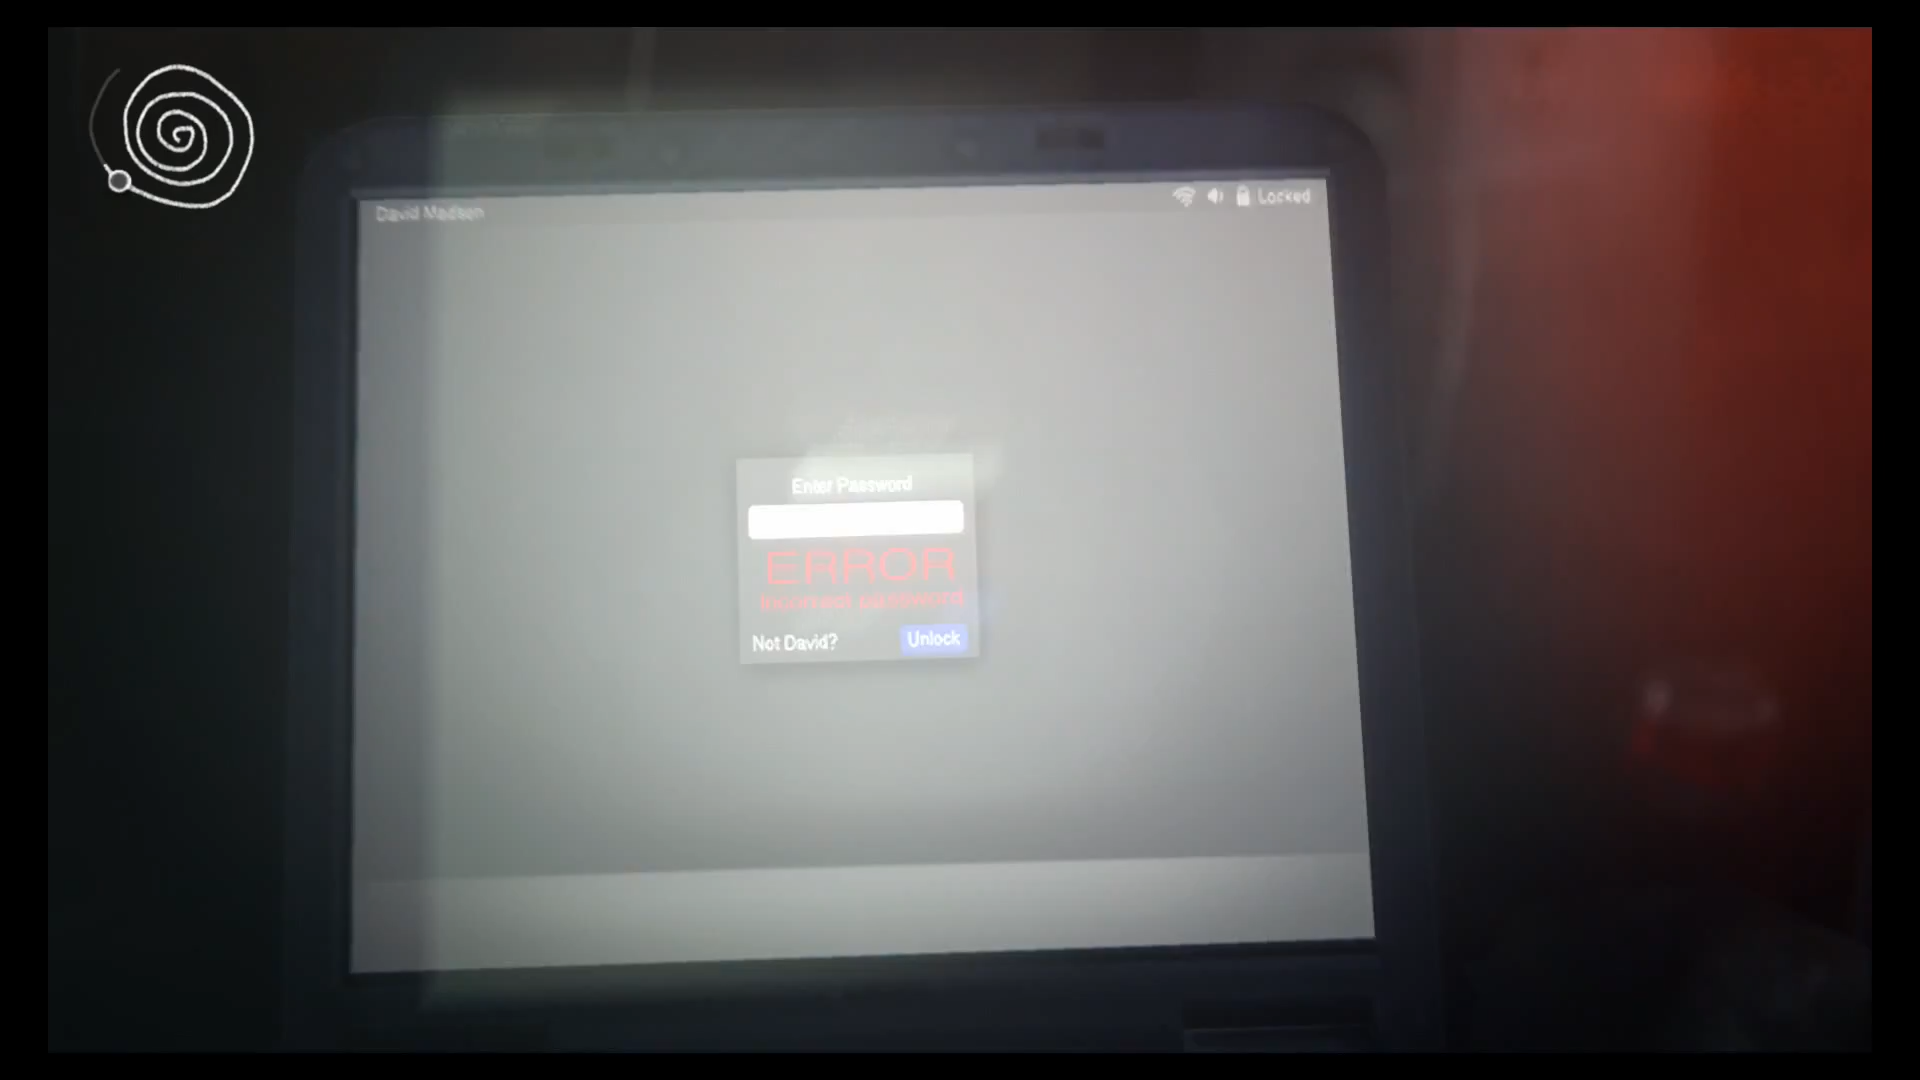 David Madsen
Locked
Enter Password
ERROR
Incorrect password
Not David?
Unlock